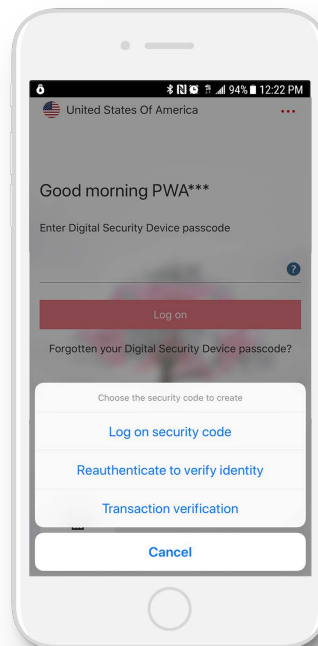 94% 12:22 PM
United States Of America
Good morning PWA***
Enter Digital Security Device passcode
?
Log on
Forgotten your Digital Security Device passcode?
Choose the security code to create
Log on security code
Reauthenticate to verify identity
Transaction verification
Cancel